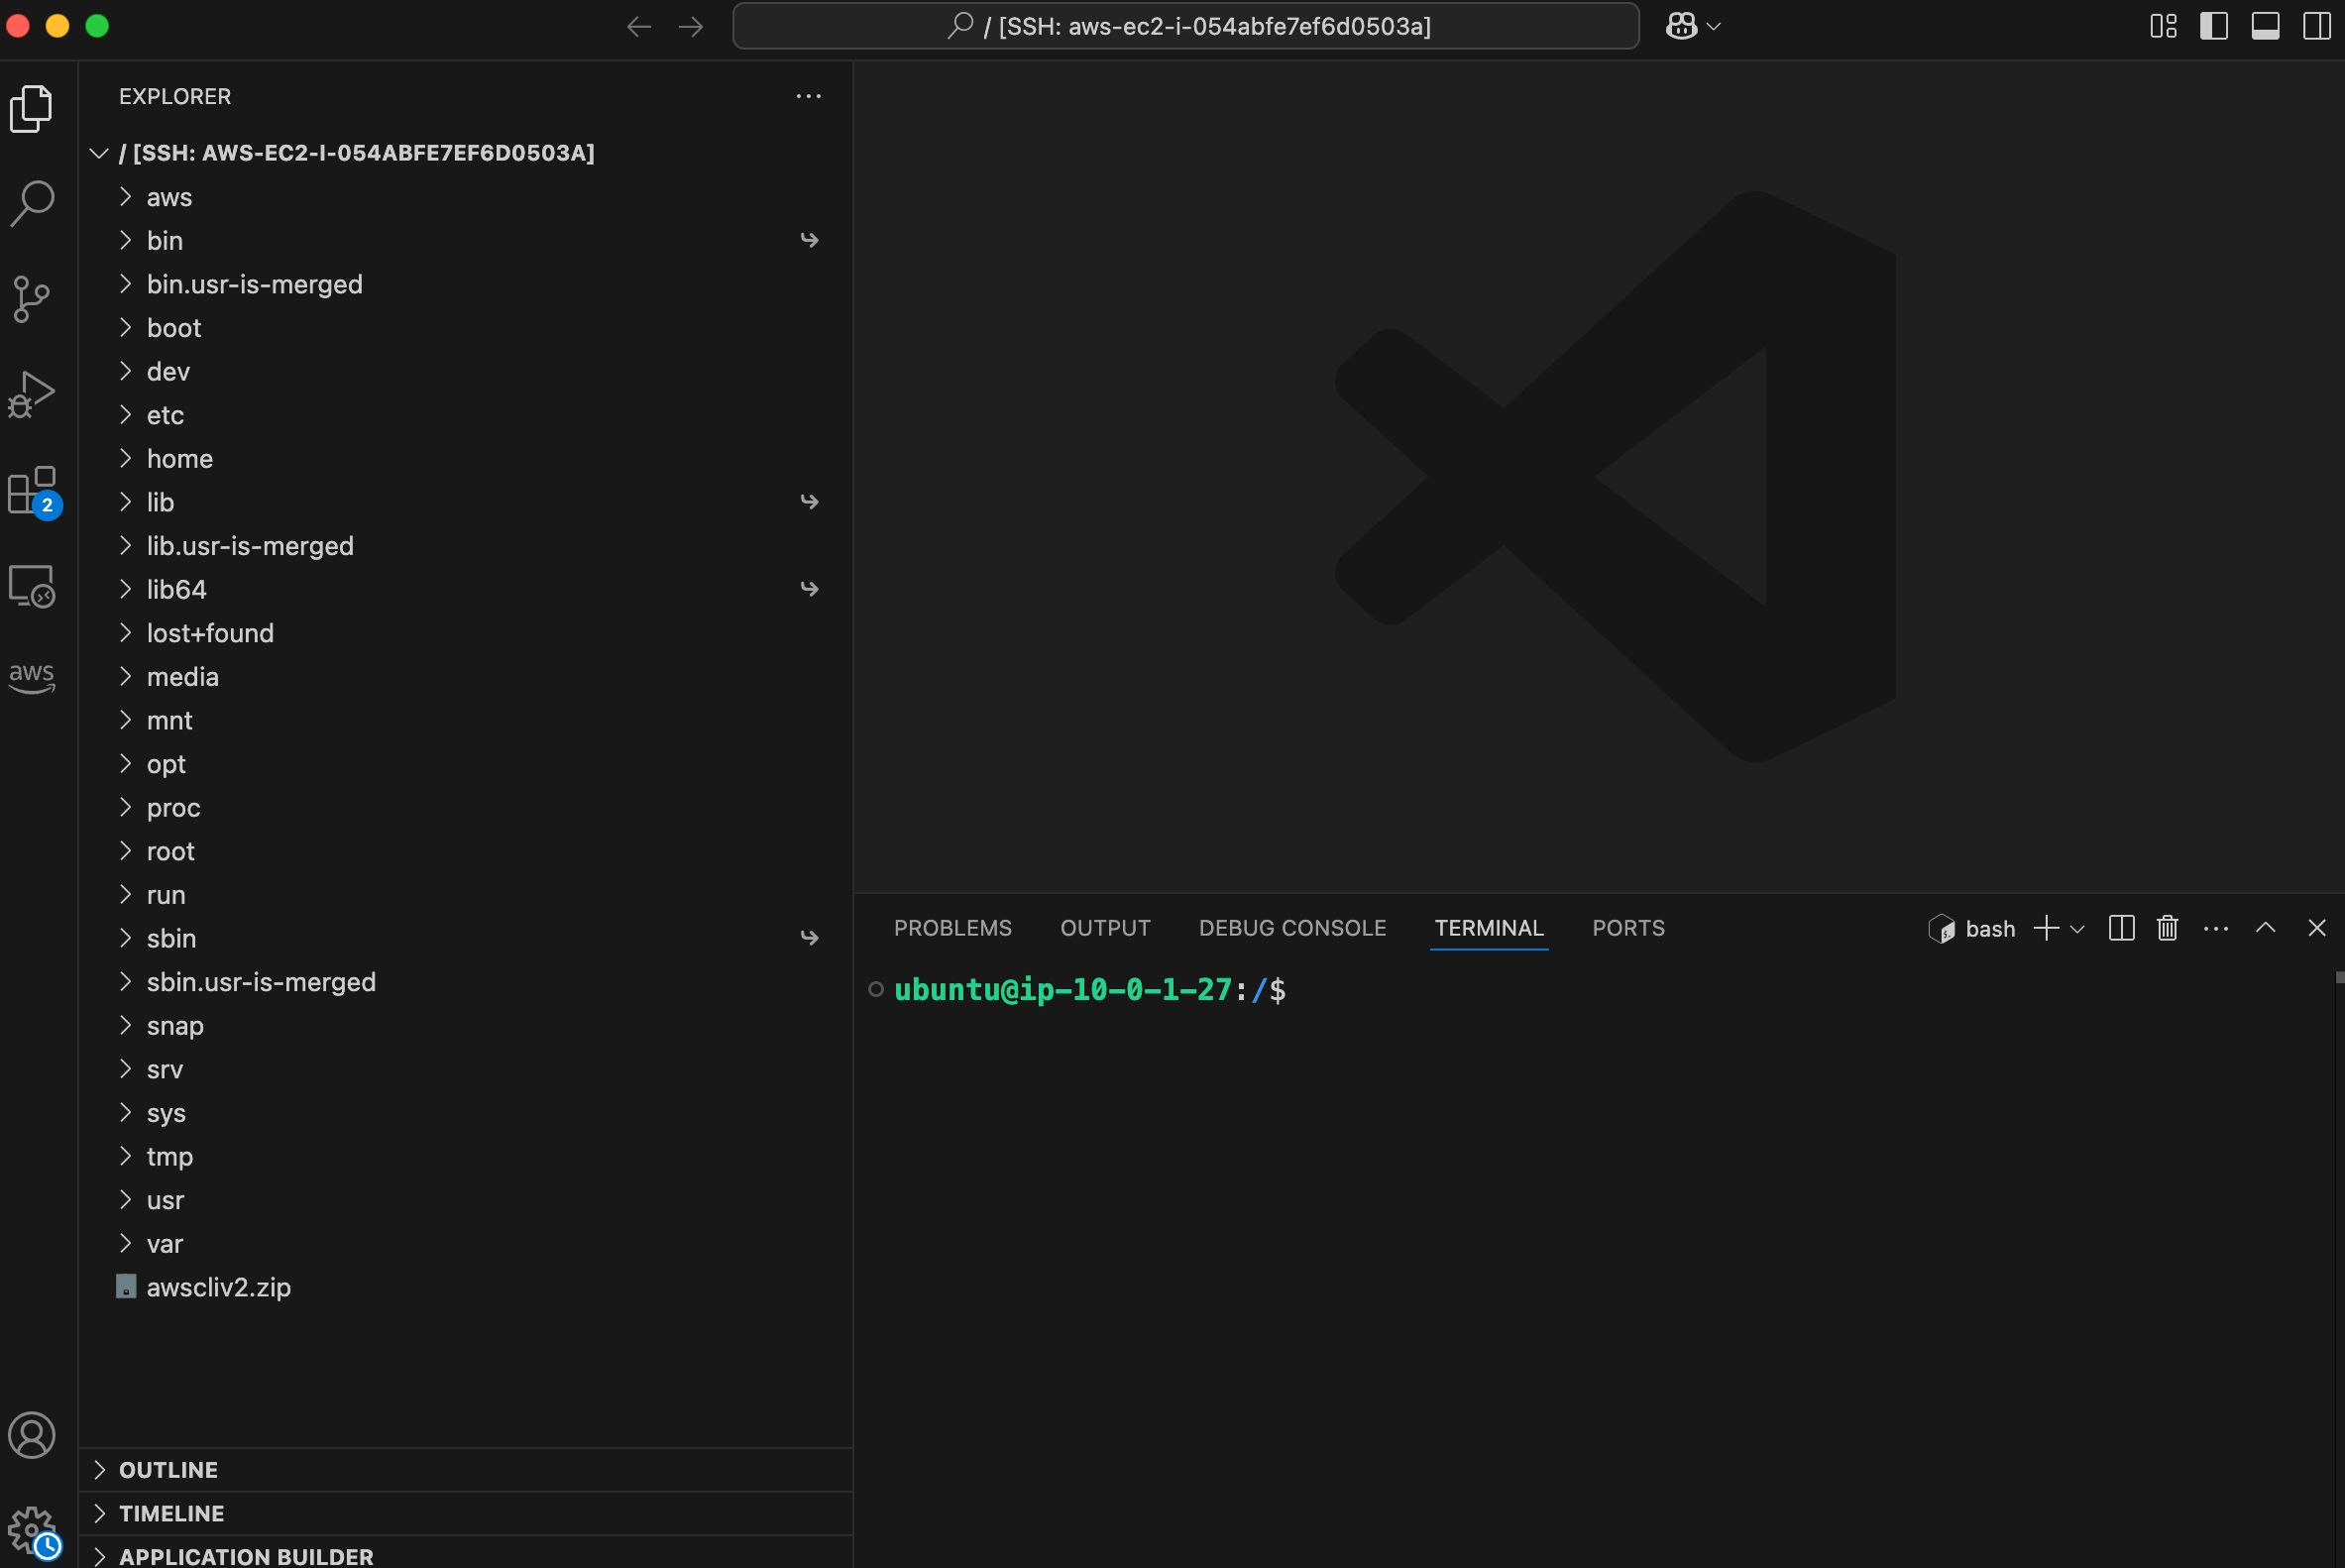 / [SSH: aws-ec2-i-054abfe7ef6d0503a]
EXPLORER
/ [SSH: AWS-EC2-I-054ABFE7EF6D0503A]
aws
bin
bin.usr-is-merged
boot
dev
etc
home
lib
lib.usr-is-merged
lib64
lost+found
media
mnt
opt
proc
root
run
sbin
sbin.usr-is-merged
snap
srv
sys
tmp
usr
var
awscliv2.zip
OUTLINE
TIMELINE
APPLICATION BUILDER
2
aws
PROBLEMS OUTPUT DEBUG CONSOLE TERMINAL PORTS bash
ubuntu@ip-10-0-1-27:/$